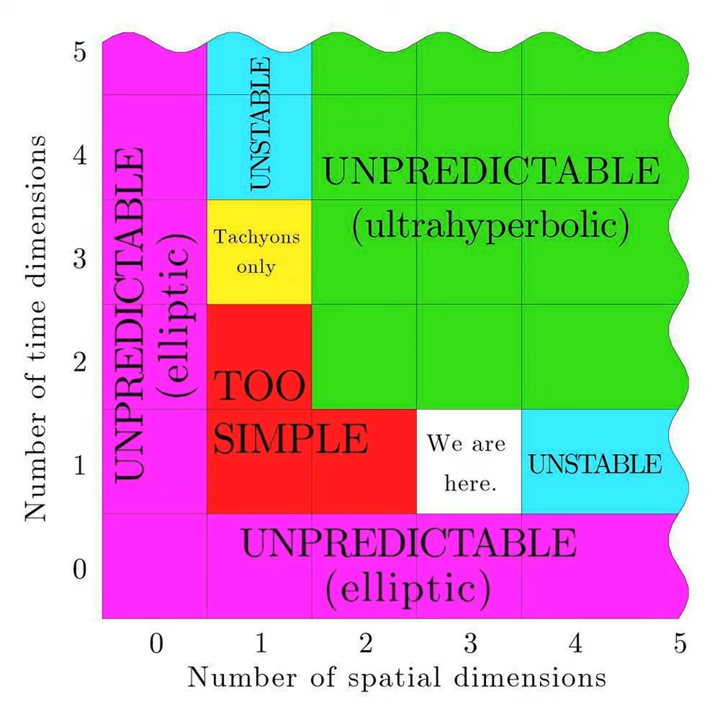 5
UNSTABLE
4
UNPREDICTABLE
(ultrahyperbolic)
UNPREDICTABLE
(elliptic)
Number of time dimensions
3
Tachyons
only
2
TOO
SIMPLE
1
We are
here.
UNSTABLE
0
UNPREDICTABLE
(elliptic)
0 1 2 3 4 5
Number of spatial dimensions